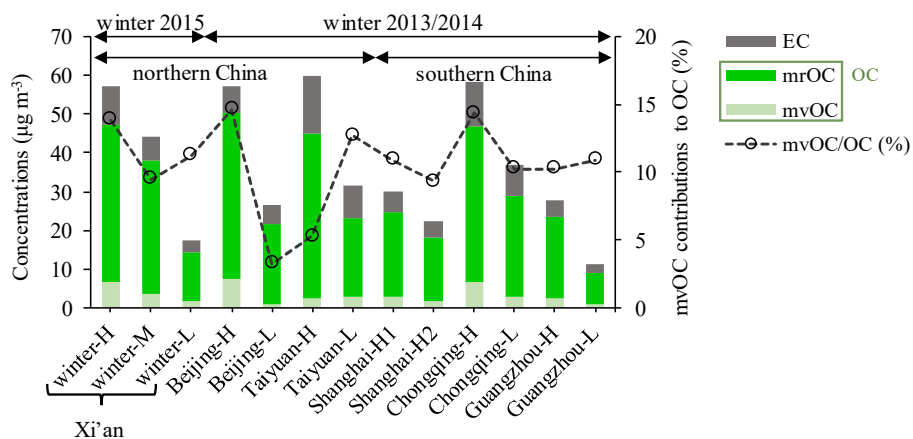 winter 2015 winter 2013/2014
northern China southern China
Concentrations (µg m-3)
70
60
50
40
30
20
10
0
20
15
10
5
0
mvOC contributions to OC (%)
EC
mrOC
mvOC
OC
mvOC/OC (%)
winter-H
winter-M
winter-L
Beijing-H
Beijing-L
Taiyuan-H
Taiyuan-L
Shanghai-H1
Shanghai-H2
Chongqing-H
Chongqing-L
Guangzhou-H
Guangzhou-L
Xi'an